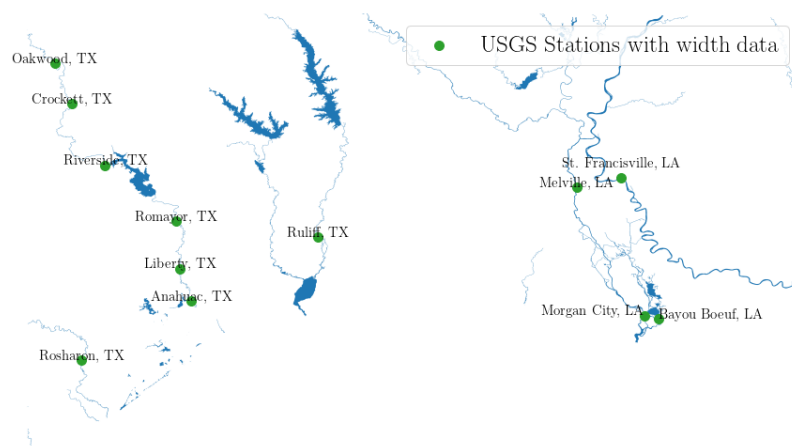 USGS Stations with width data
Oakwood, TX
Crockett, TX
Riverside, TX
St. Francisville, LA
Melville, LA
Romayor, TX
Ruliff, TX
Liberty, TX
Anahuac, TX
Morgan City, LA
Bayou Boeuf, LA
Rosharon, TX